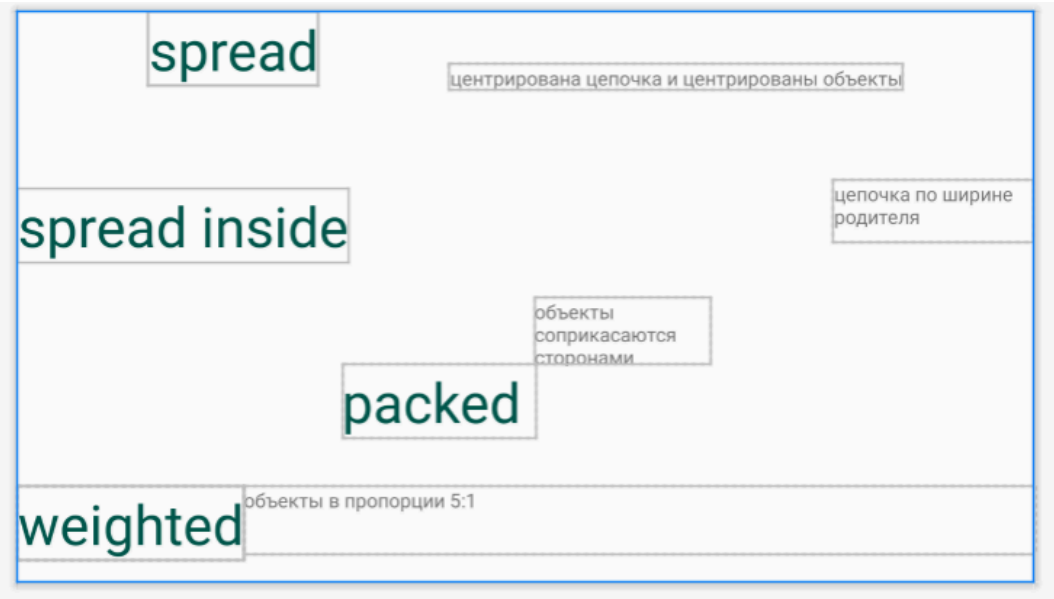 spread
центрирована цепочка и центрированы объекты
spread inside
цепочка по ширине
родителя
объекты
соприкасаются
сторонами
packed
weighted
объекты в пропорции 5:1